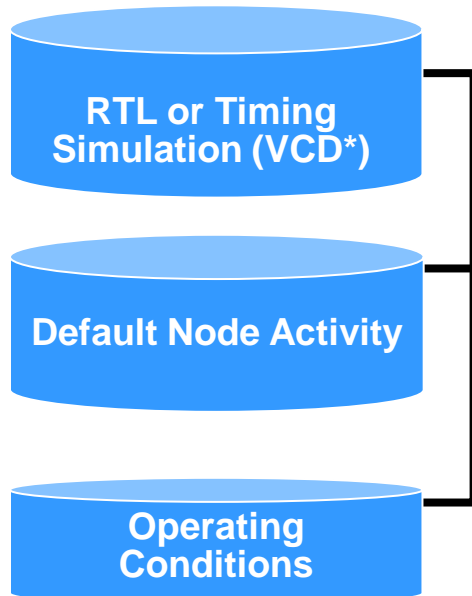 RTL or Timing
Simulation (VCD*)
Default Node Activity
Operating
Conditions